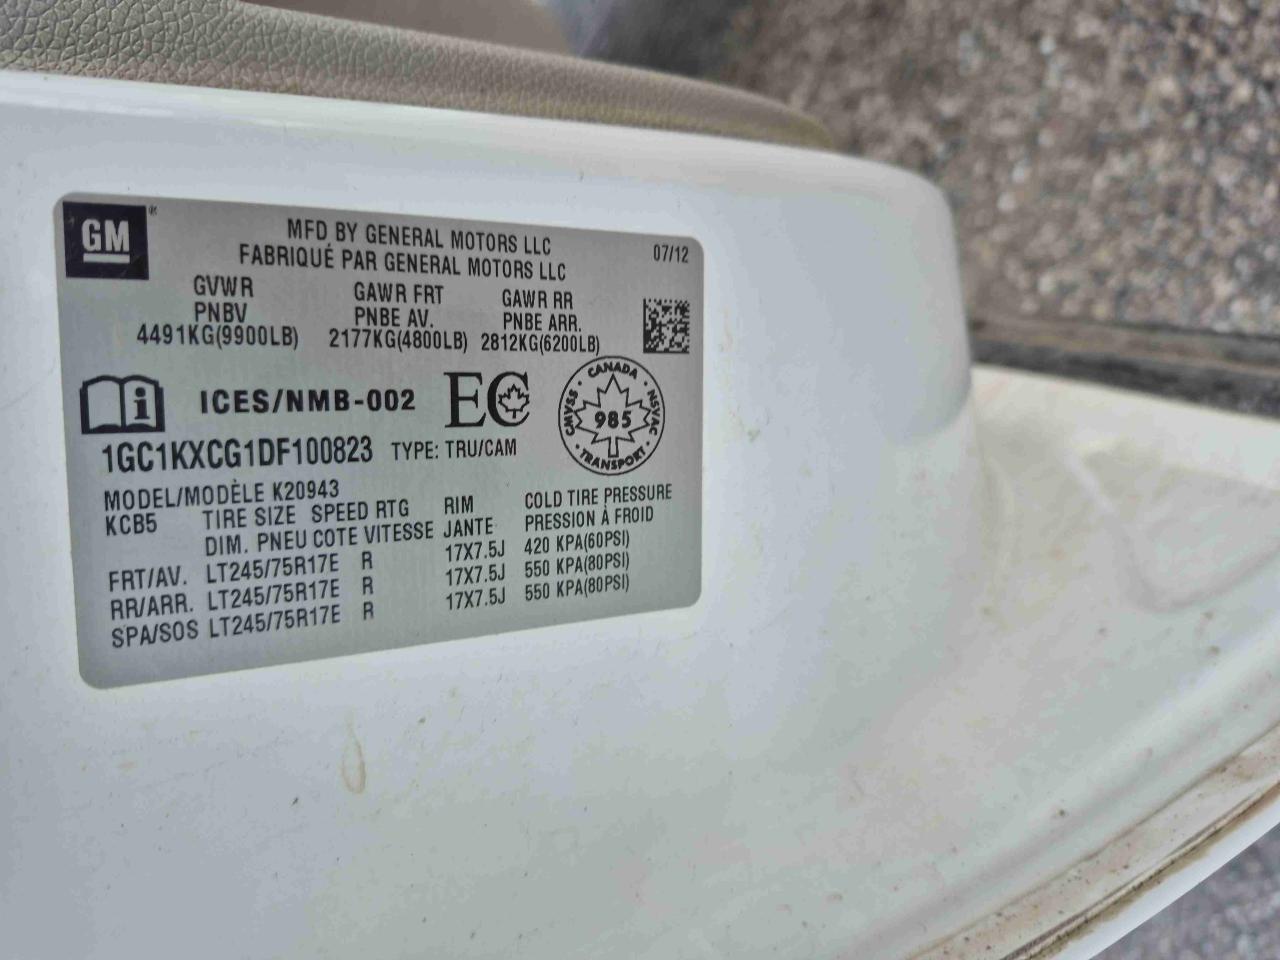 GM®
MFD BY GENERAL MOTORS LLC
FABRIQUÉ PAR GENERAL MOTORS LLC
07/12
GVWR GAWR FRT GAWR RR
PNBV PNBE AV. PNBE ARR.
4491KG(9900LB) 2177KG(4800LB) 2812KG(6200LB)
i ICES/NMB-002 EC
CANADA
CMVSS 985 NSVAC
TRANSPORT
1GC1KXCG1DF100823 TYPE: TRU/CAM
MODEL/MODÈLE K20943
KCB5 TIRE SIZE SPEED RTG RIM COLD TIRE PRESSURE
DIM. PNEU COTE VITESSE JANTE PRESSION À FROID
FRT/AV. LT245/75R17E R 17X7.5J 420 KPA(60PSI)
RR/ARR. LT245/75R17E R 17X7.5J 550 KPA(80PSI)
SPA/SOS LT245/75R17E R 17X7.5J 550 KPA(80PSI)